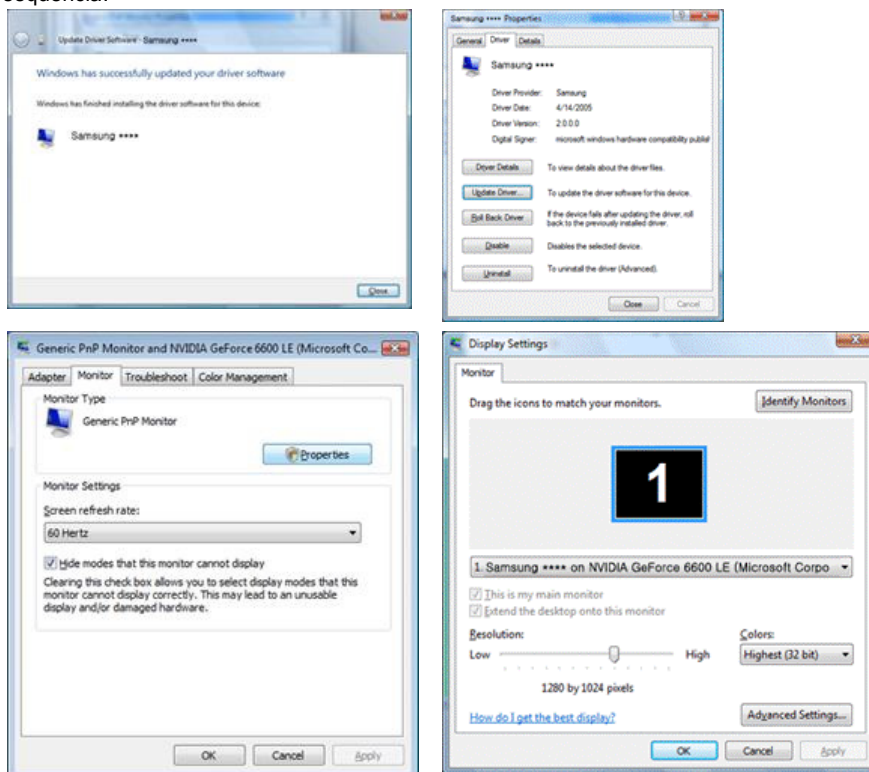 sequência:
Update Driver Software - Samsung ****
Windows has successfully updated your driver software
Windows has finished installing the driver software for this device:
Samsung ****
Close
Samsung **** Properties
General Driver Details
Samsung ****
Driver Provider: Samsung
Driver Date: 4/14/2005
Driver Version: 2.0.0.0
Digital Signer: microsoft windows hardware compatibility publis
Driver Details To view details about the driver files.
Update Driver... To update the driver software for this device.
Roll Back Driver If the device fails after updating the driver, roll
back to the previously installed driver.
Disable Disables the selected device.
Uninstall To uninstall the driver (Advanced).
Close Cancel
Generic PnP Monitor and NVIDIA GeForce 6600 LE (Microsoft Co...
Adapter Monitor Troubleshoot Color Management
Monitor Type
Generic PnP Monitor
Properties
Monitor Settings
Screen refresh rate:
60 Hertz
Hide modes that this monitor cannot display
Clearing this check box allows you to select display modes that this
monitor cannot display correctly. This may lead to an unusable
display and/or damaged hardware.
OK Cancel Apply
Display Settings
Monitor
Drag the icons to match your monitors.
Identify Monitors
1
1. Samsung **** on NVIDIA GeForce 6600 LE (Microsoft Corpo
This is my main monitor
Extend the desktop onto this monitor
Resolution:
Colors:
Low High
Highest (32 bit)
1280 by 1024 pixels
How do I get the best display?
Advanced Settings...
OK Cancel Apply